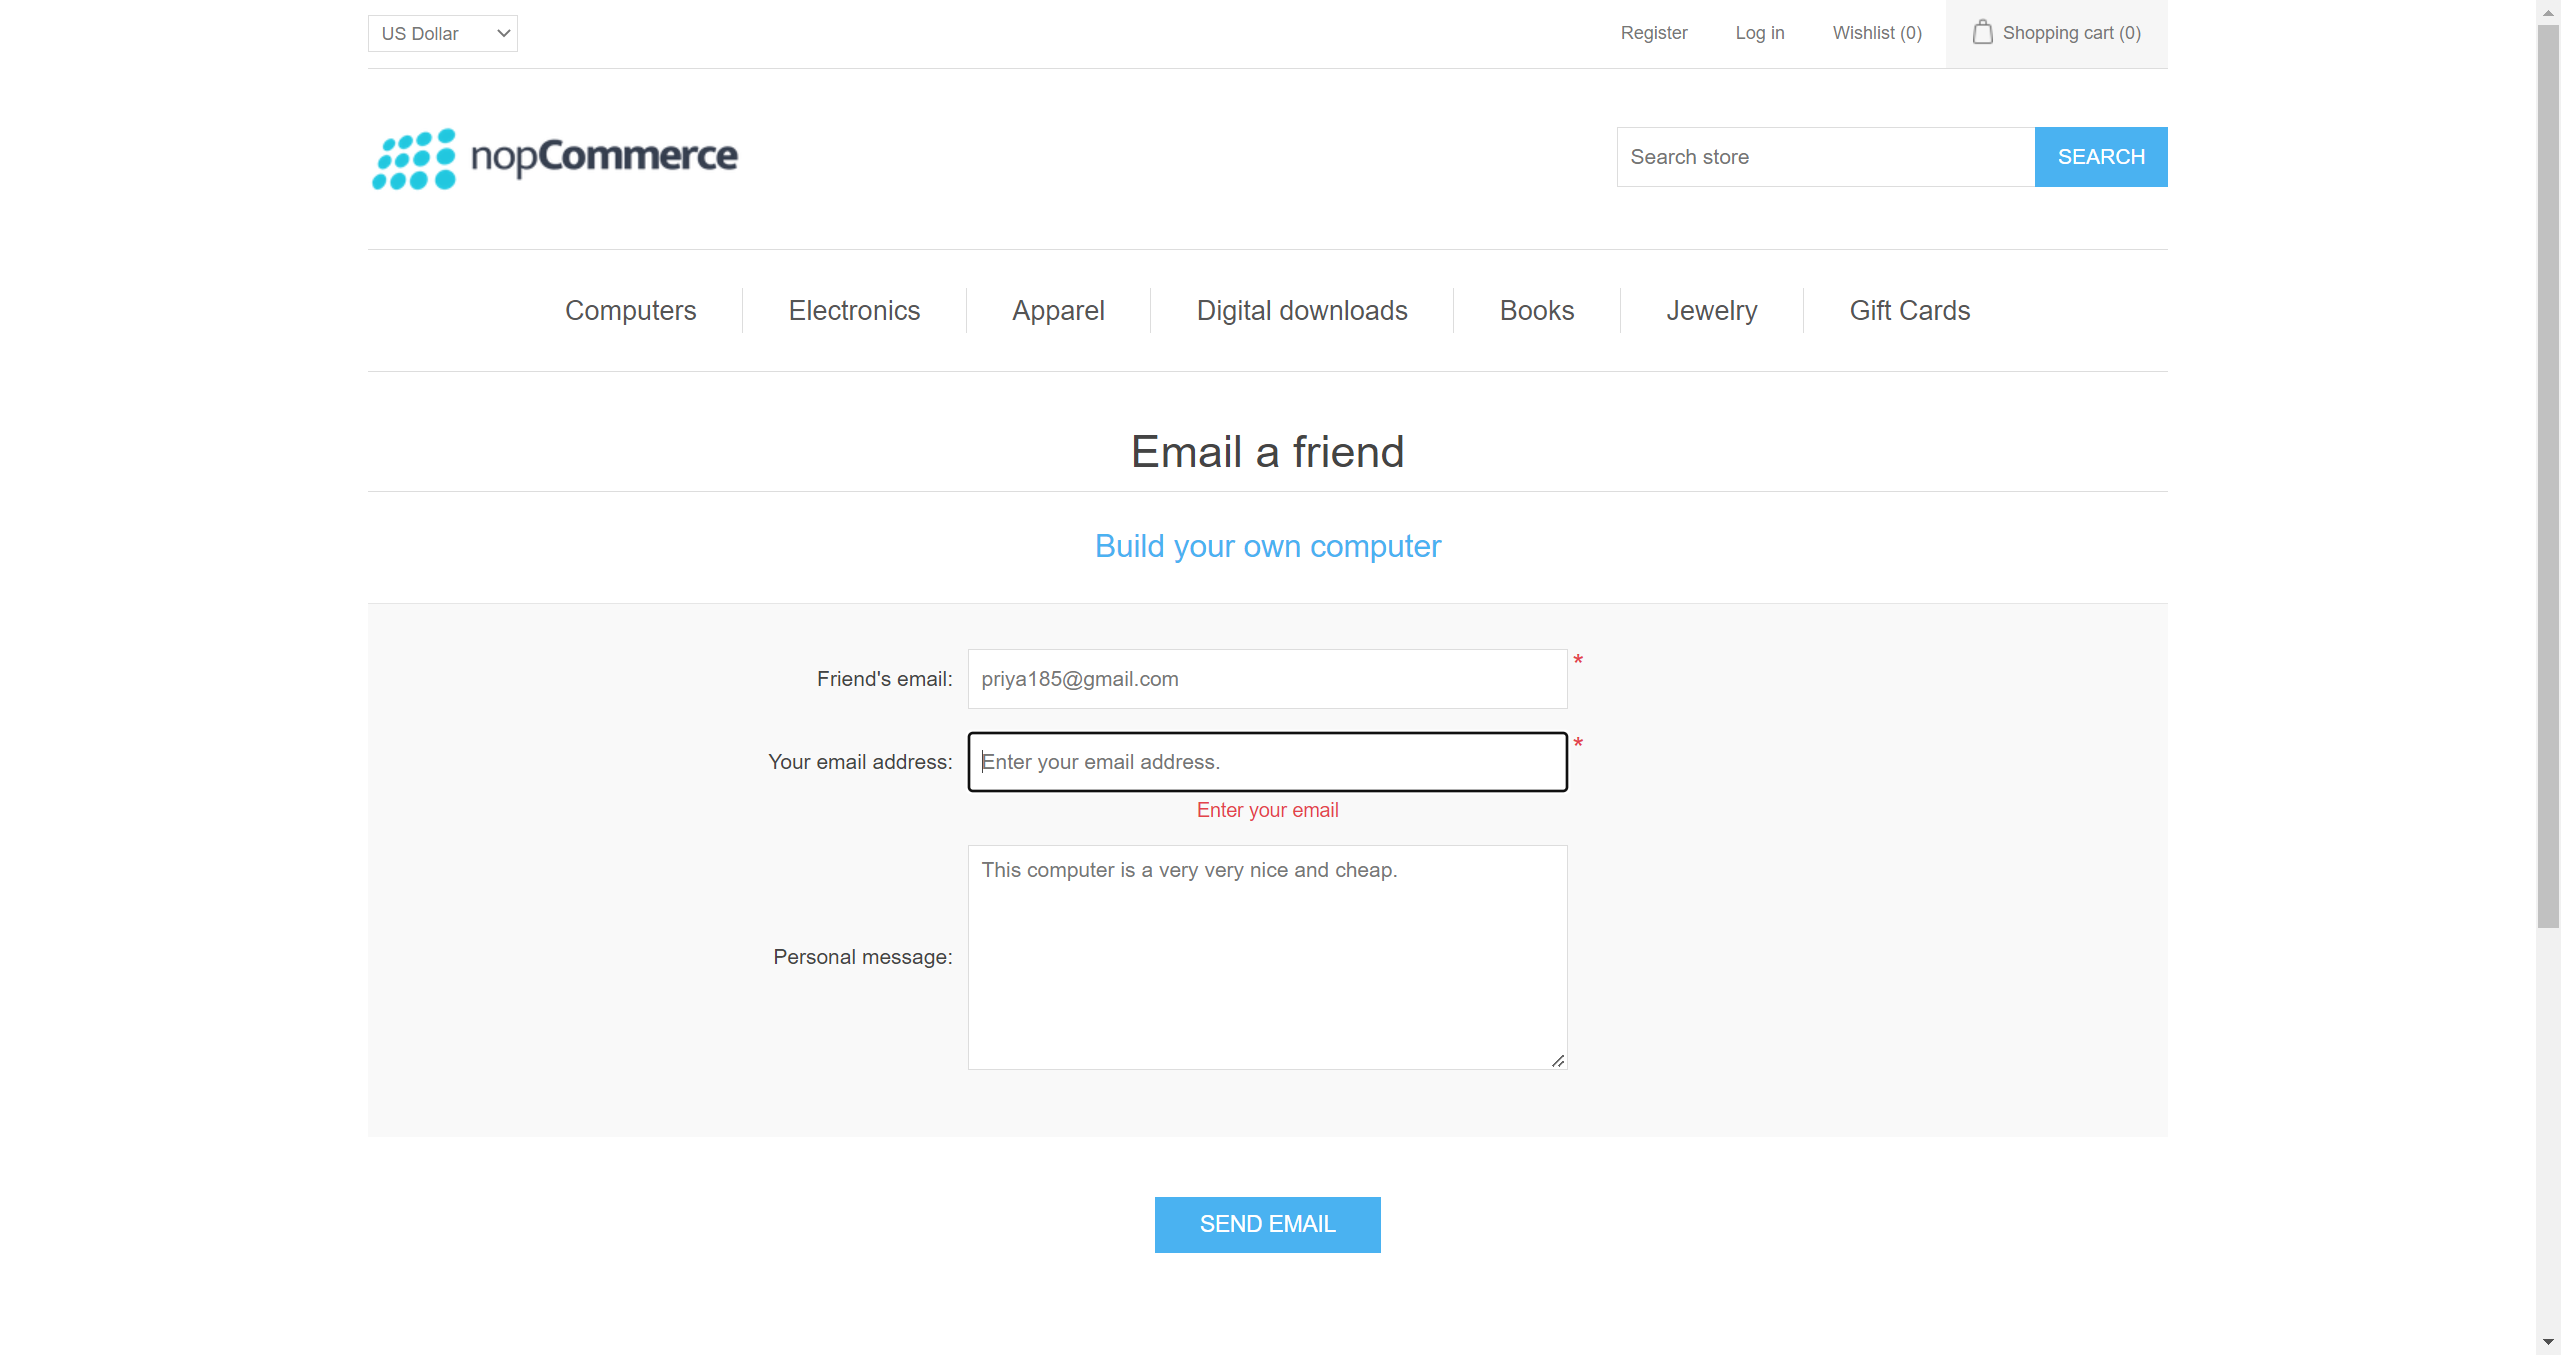 US Dollar
Register
Log in
Wishlist (0)
Shopping cart (0)
nopCommerce
Search store
SEARCH
Computers
Electronics
Apparel
Digital downloads
Books
Jewelry
Gift Cards
Email a friend
Build your own computer
Friend's email:
priya185@gmail.com
*
Your email address:
Enter your email address.
*
Enter your email
Personal message:
This computer is a very very nice and cheap.
SEND EMAIL